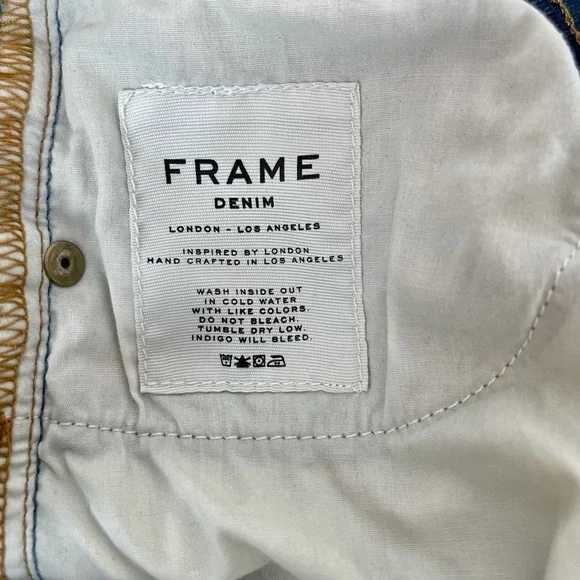 FRAME
DENIM
LONDON - LOS ANGELES
INSPIRED BY LONDON
HAND CRAFTED IN LOS ANGELES
WASH INSIDE OUT
IN COLD WATER
WITH LIKE COLORS.
DO NOT BLEACH.
TUMBLE DRY LOW.
INDIGO WILL BLEED.